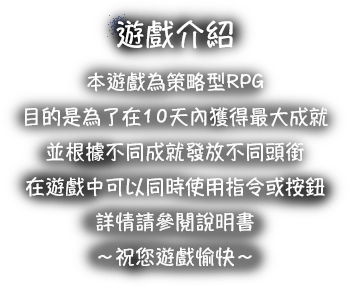 遊戲介紹
本遊戲為策略型RPG
目的是為了在10天內獲得最大成就
並根據不同成就發放不同頭銜
在遊戲中可以同時使用指令或按鈕
詳情請參閱說明書
～祝您遊戲愉快～